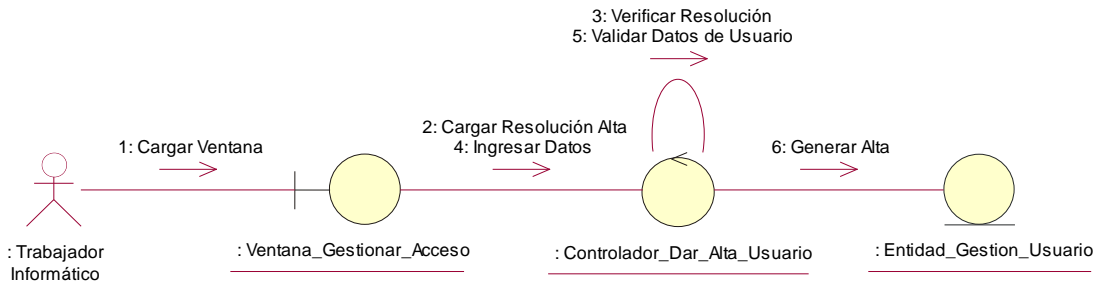 3: Verificar Resolución
5: Validar Datos de Usuario
1: Cargar Ventana
2: Cargar Resolución Alta
4: Ingresar Datos
6: Generar Alta
: Trabajador
Informático
: Ventana_Gestionar_Acceso
: Controlador_Dar_Alta_Usuario
: Entidad_Gestion_Usuario